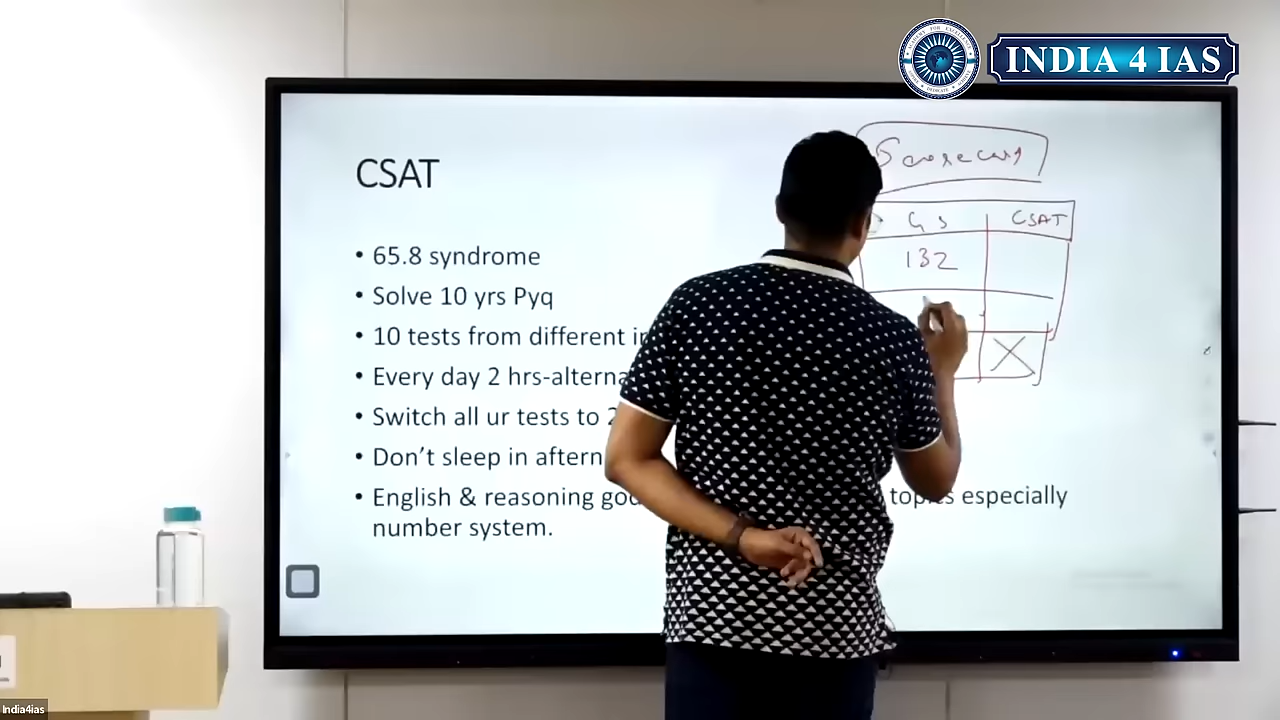 INDIA 4 IAS
CSAT
• 65.8 syndrome
• Solve 10 yrs Pyq
• 10 tests from different
• Every day 2 hrs-alterna
• Switch all ur tests to 2
• Don't sleep in aftern
• English & reasoning goo topics especially
number system.
Scorecard
GS CSAT
132
India4ias